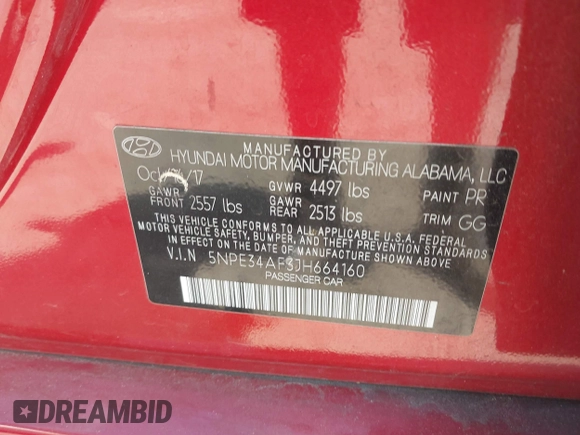 MANUFACTURED BY
HYUNDAI MOTOR MANUFACTURING ALABAMA, LLC
GVWR 4497 lbs PAINT PR
GAWR FRONT 2557 lbs GAWR REAR 2513 lbs TRIM GG
THIS VEHICLE CONFORMS TO ALL APPLICABLE U.S.A. FEDERAL
MOTOR VEHICLE SAFETY, BUMPER, AND THEFT PREVENTION STANDARDS
IN EFFECT ON THE DATE OF MANUFACTURE SHOWN ABOVE
V.I.N 5NPE34AF3JH664160
PASSENGER CAR
DREAMBID